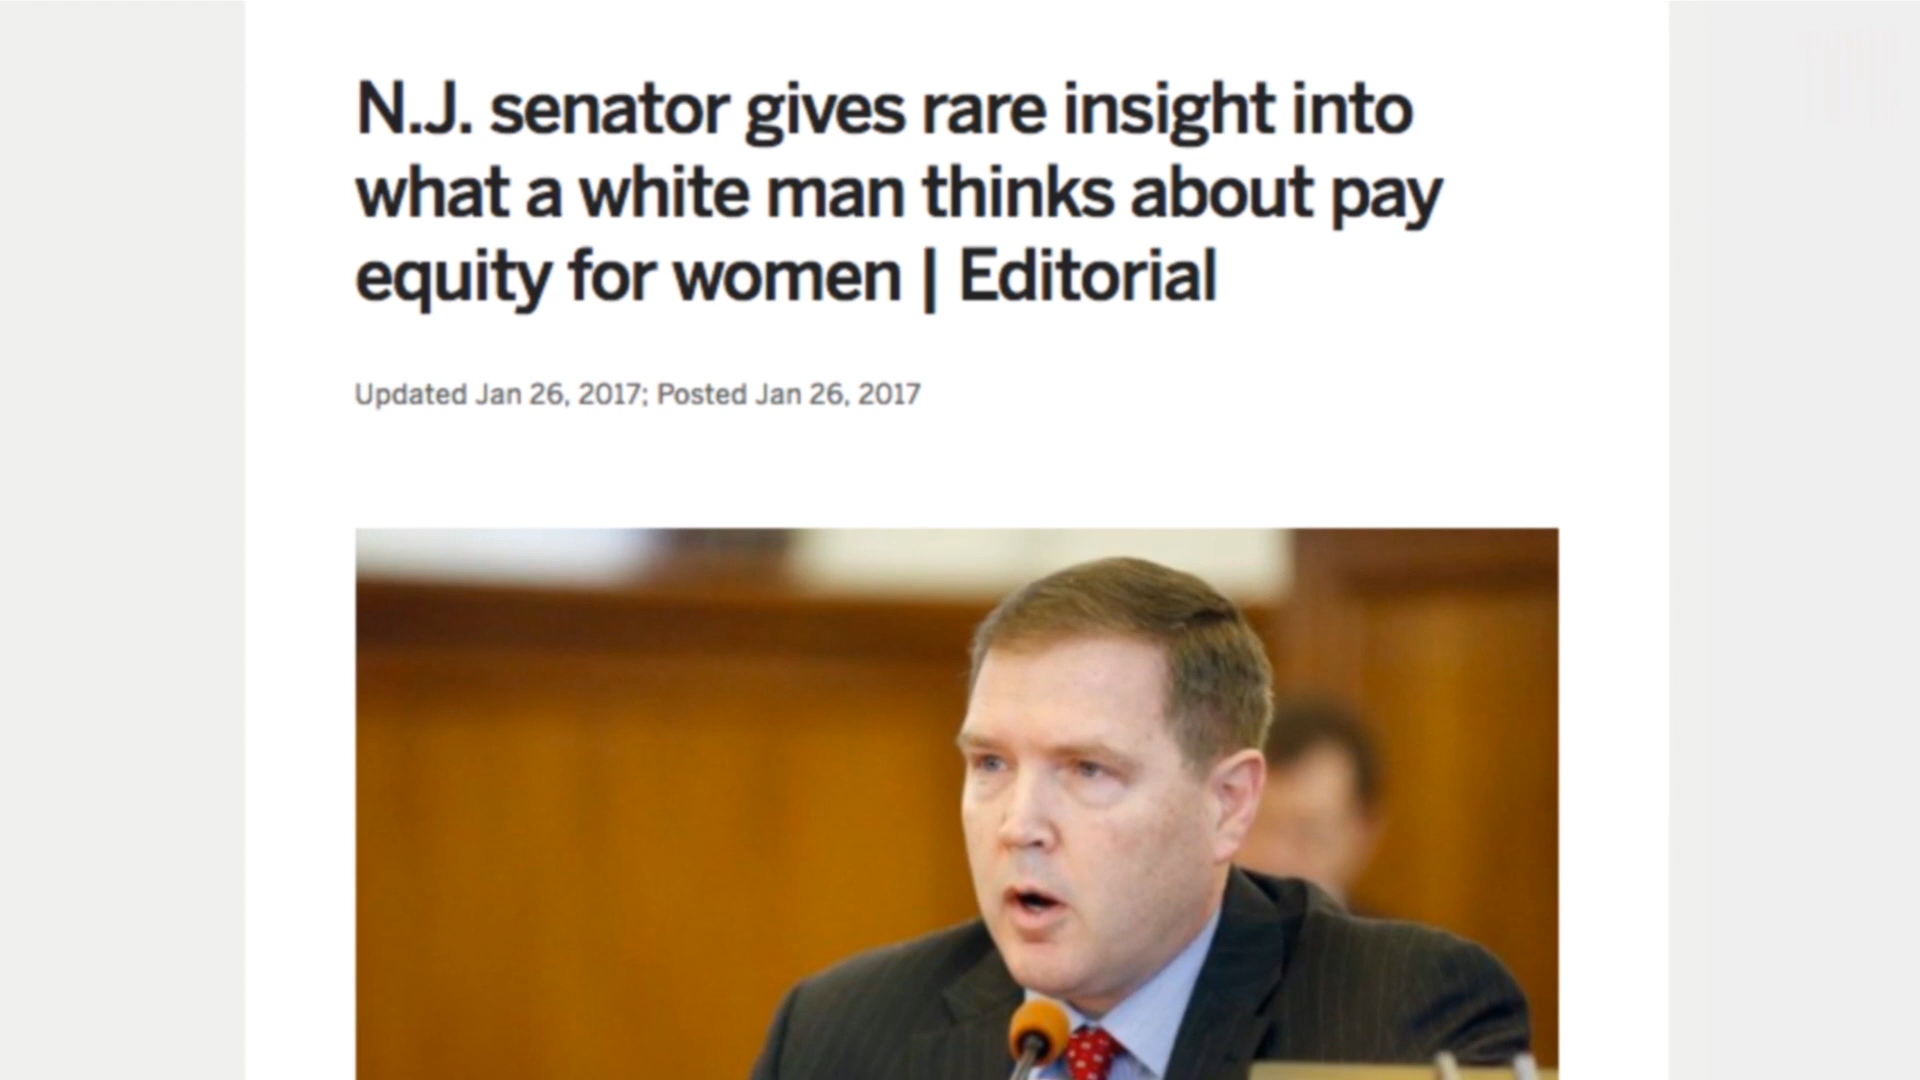 N.J. senator gives rare insight into
what a white man thinks about pay
equity for women | Editorial
Updated Jan 26, 2017; Posted Jan 26, 2017